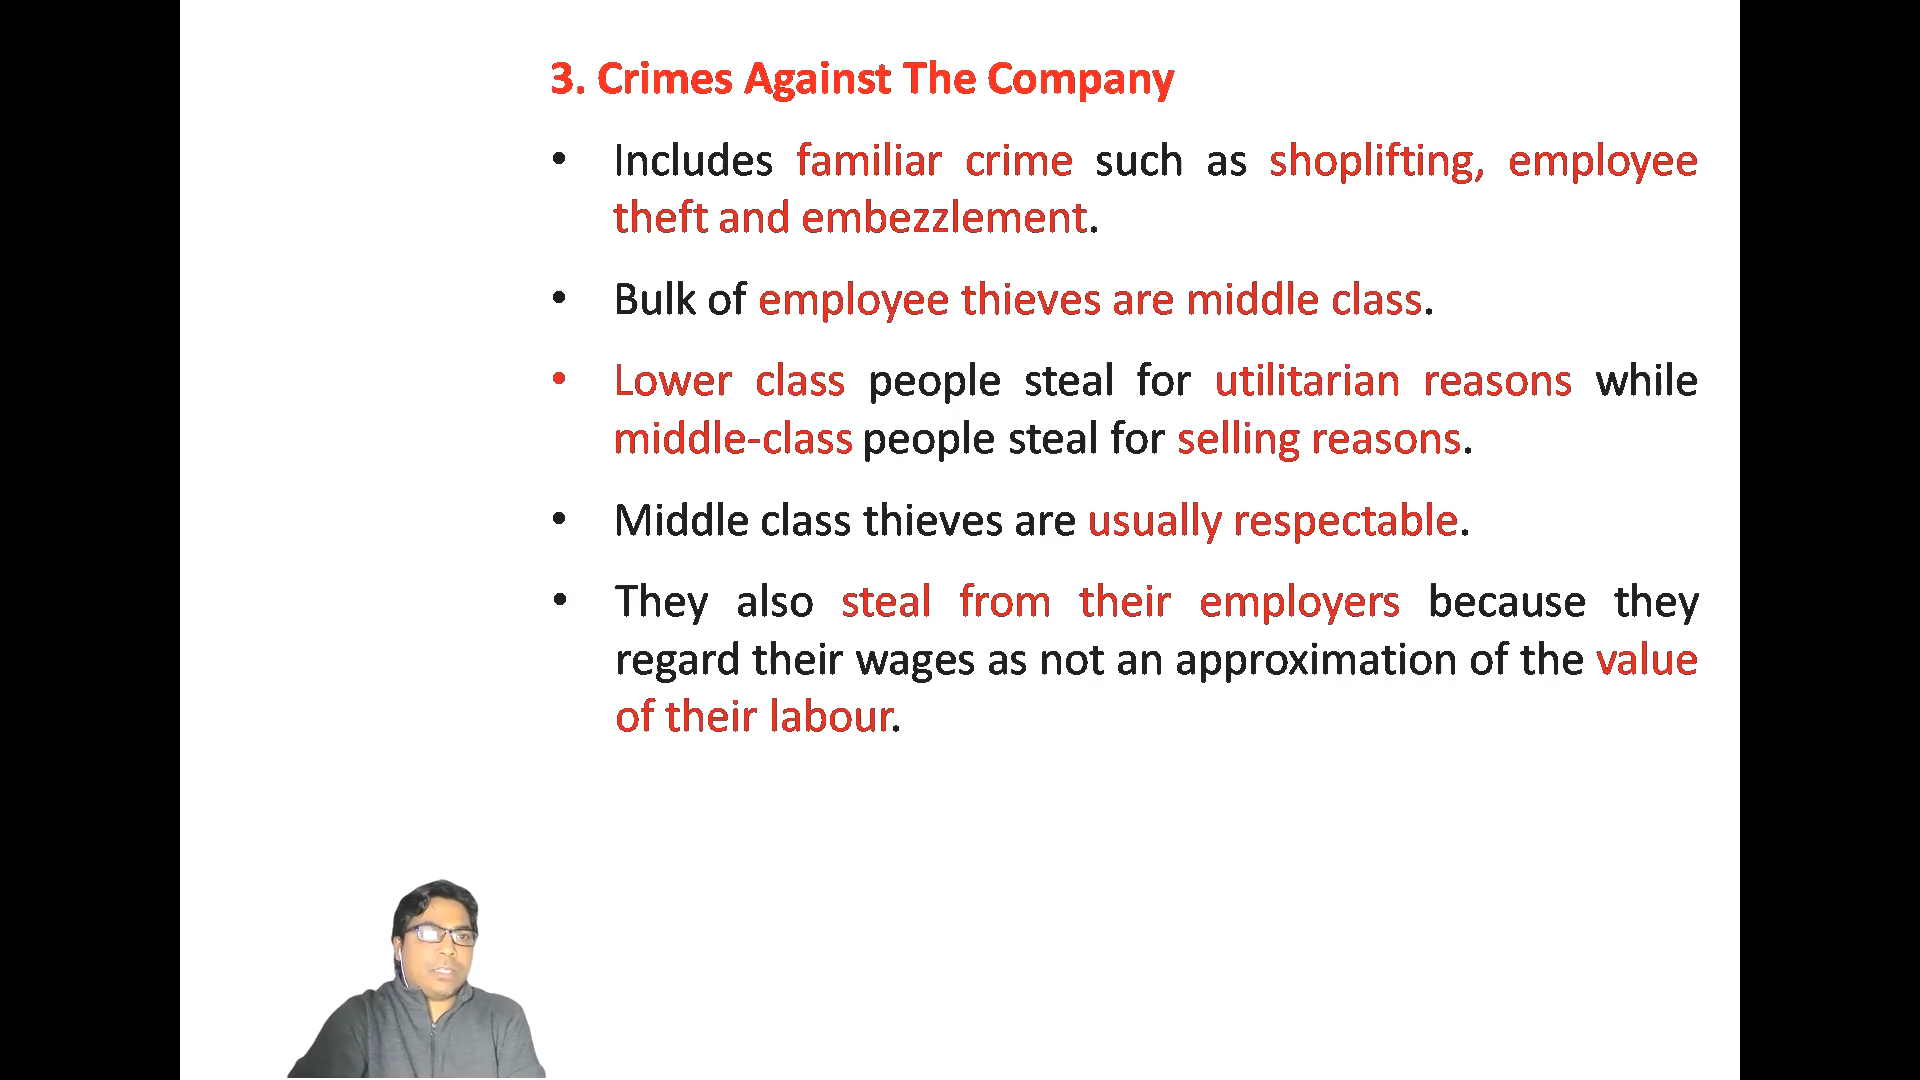 3. Crimes Against The Company
• Includes familiar crime such as shoplifting, employee
theft and embezzlement.
• Bulk of employee thieves are middle class.
• Lower class people steal for utilitarian reasons while
middle-class people steal for selling reasons.
• Middle class thieves are usually respectable.
• They also steal from their employers because they
regard their wages as not an approximation of the value
of their labour.